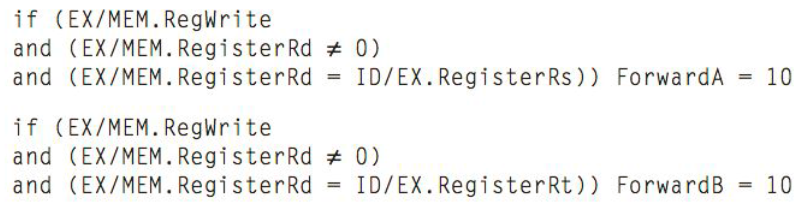 if (EX/MEM.RegWrite
and (EX/MEM.RegisterRd ≠ 0)
and (EX/MEM.RegisterRd = ID/EX.RegisterRs)) ForwardA = 10
if (EX/MEM.RegWrite
and (EX/MEM.RegisterRd ≠ 0)
and (EX/MEM.RegisterRd = ID/EX.RegisterRt)) ForwardB = 10